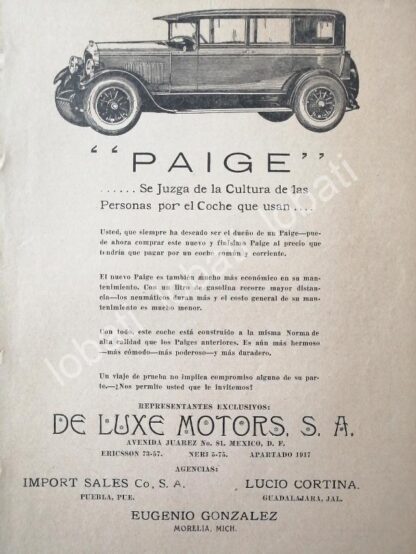 "PAIGE"
...... Se Juzga de la Cultura de las
Personas por el Coche que usan ....
Usted, que siempre ha deseado ser el dueño de un Paige—pue-
de ahora comprar este nuevo y finísimo Paige al precio que
tendría que pagar por un coche común y corriente.
El nuevo Paige es también mucho más económico en su man-
tenimiento. Con un litro de gasolina recorre mayor distan-
cia—los neumáticos duran más y el costo general de su man-
tenimiento es mucho menor.
Con todo, este coche está construído a la misma Norma de
alta calidad que los Paiges anteriores. Es aún más hermoso
—más cómodo—más poderoso—y más duradero.
Un viaje de prueba no implica compromiso alguno de su par-
te.—¡Nos permite usted que le invitemos!
REPRESENTANTES EXCLUSIVOS:
DE LUXE MOTORS, S. A.
AVENIDA JUAREZ No. 81. MEXICO, D. F.
ERICSSON 73-57. NERI 5-75. APARTADO 1917
AGENCIAS:
IMPORT SALES Co., S. A. LUCIO CORTINA.
PUEBLA, PUE. GUADALAJARA, JAL.
EUGENIO GONZALEZ
MORELIA, MICH.